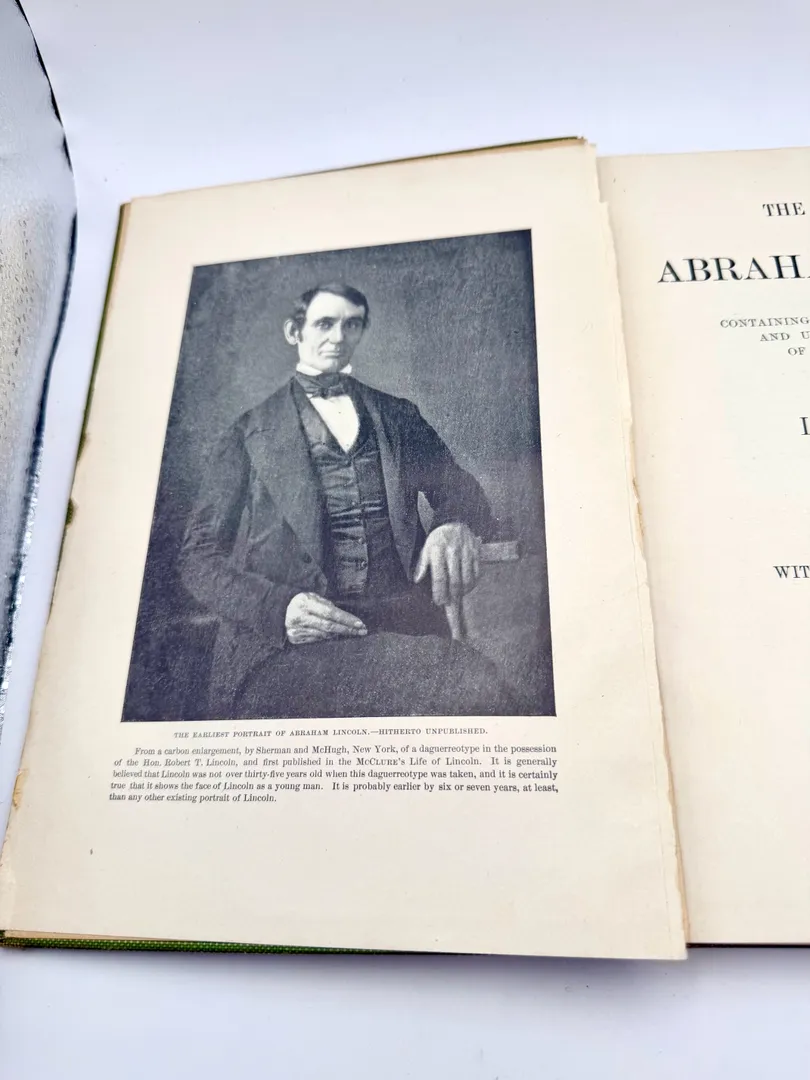 THE EARLIEST PORTRAIT OF ABRAHAM LINCOLN.—HITHERTO UNPUBLISHED.
From a carbon enlargement, by Sherman and McHugh, New York, of a daguerreotype in the possession
of the Hon. Robert T. Lincoln, and first published in the McCLURE'S Life of Lincoln. It is generally
believed that Lincoln was not over thirty-five years old when this daguerreotype was taken, and it is certainly
true that it shows the face of Lincoln as a young man. It is probably earlier by six or seven years, at least,
than any other existing portrait of Lincoln.
THE
ABRAHA
CONTAINING
AND U
OF
WIT